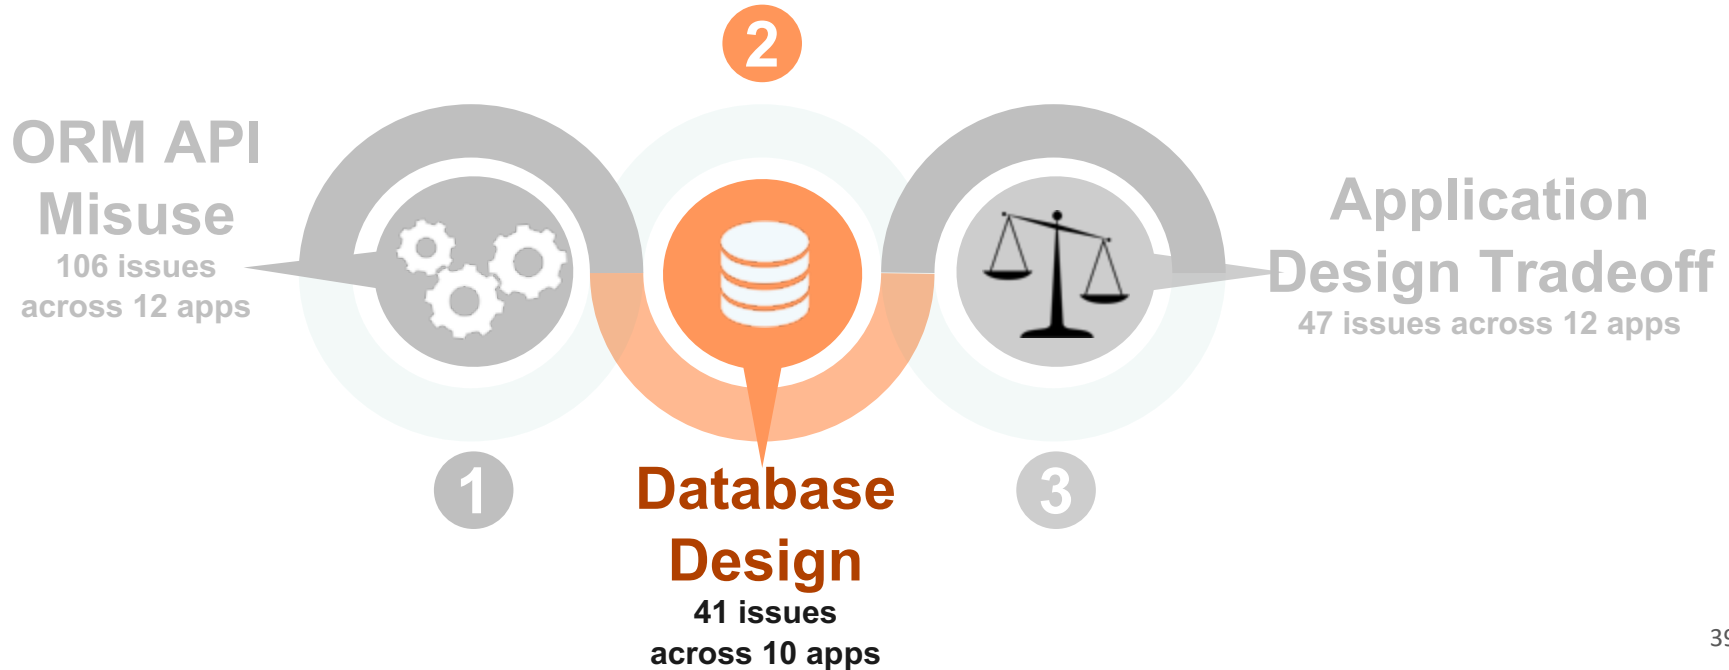 2
ORM API
Misuse
106 issues
across 12 apps
Application
Design Tradeoff
47 issues across 12 apps
1
Database
Design
41 issues
across 10 apps
3
39